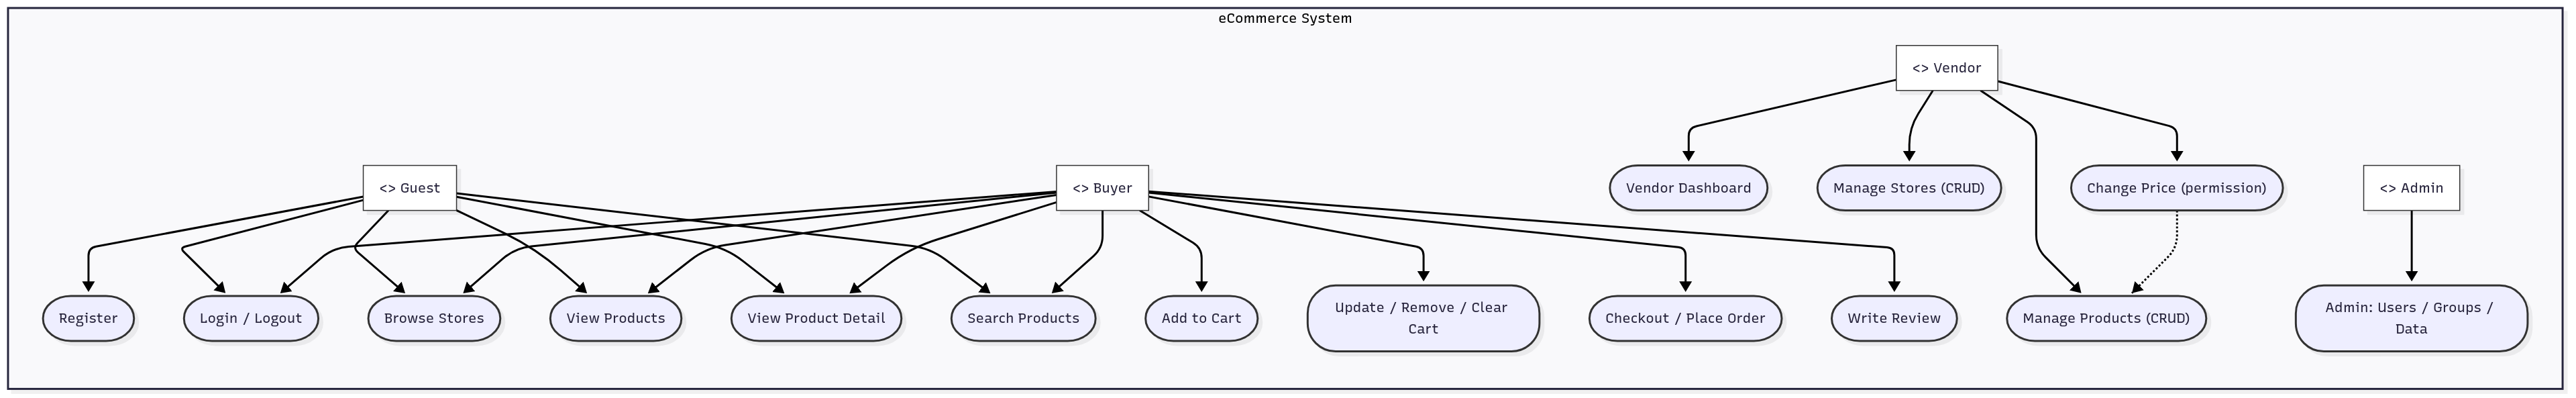 eCommerce System
<> Vendor
<> Guest
<> Buyer
Vendor Dashboard
Manage Stores (CRUD)
Change Price (permission)
<> Admin
Register
Login / Logout
Browse Stores
View Products
View Product Detail
Search Products
Add to Cart
Update / Remove / Clear
Cart
Checkout / Place Order
Write Review
Manage Products (CRUD)
Admin: Users / Groups /
Data